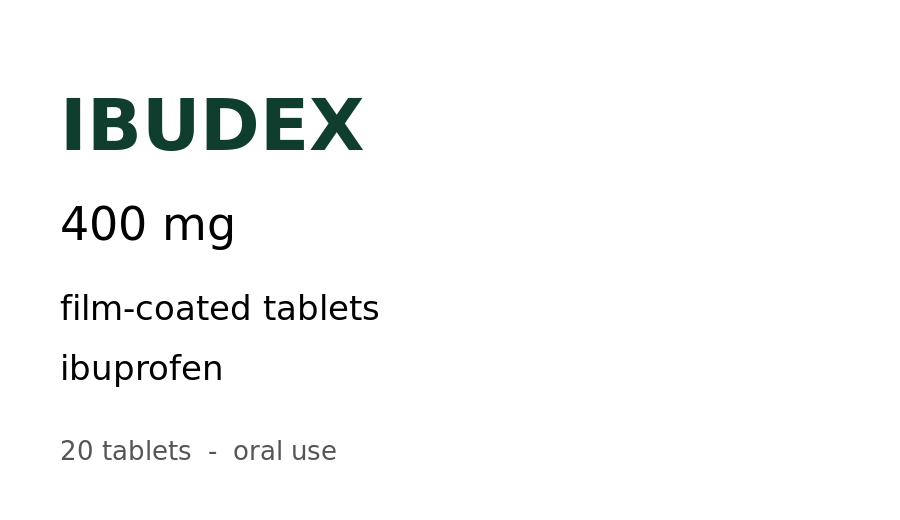 IBUDEX
400 mg
film-coated tablets
ibuprofen
20 tablets - oral use